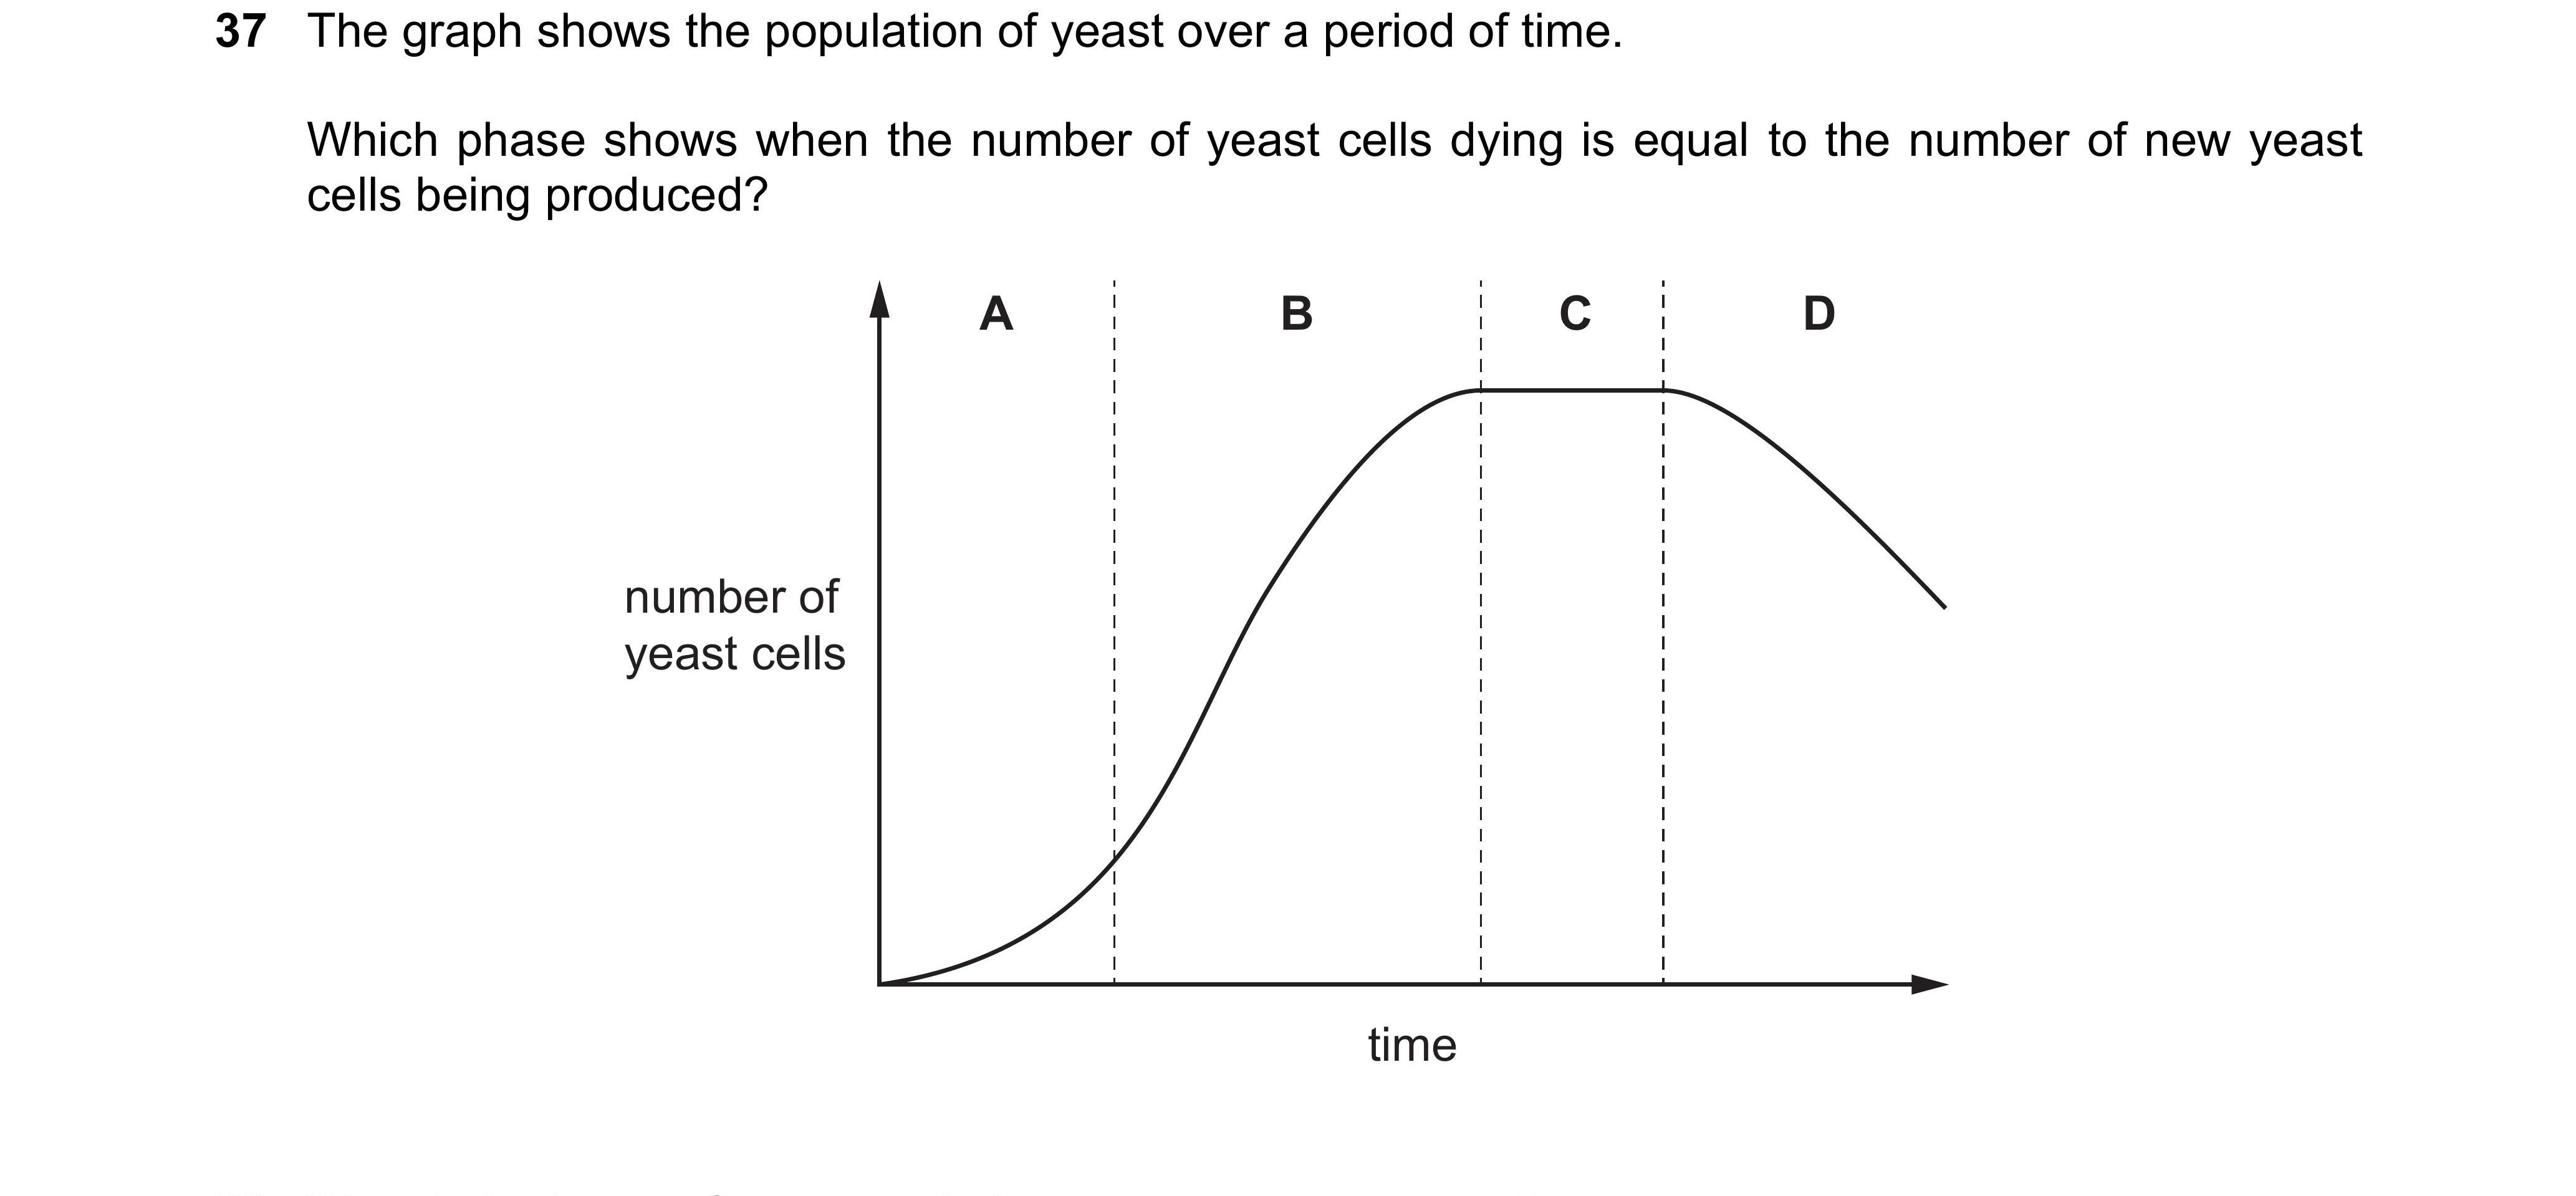 37 The graph shows the population of yeast over a period of time.
Which phase shows when the number of yeast cells dying is equal to the number of new yeast
cells being produced?
A B C D
number of
yeast cells
time